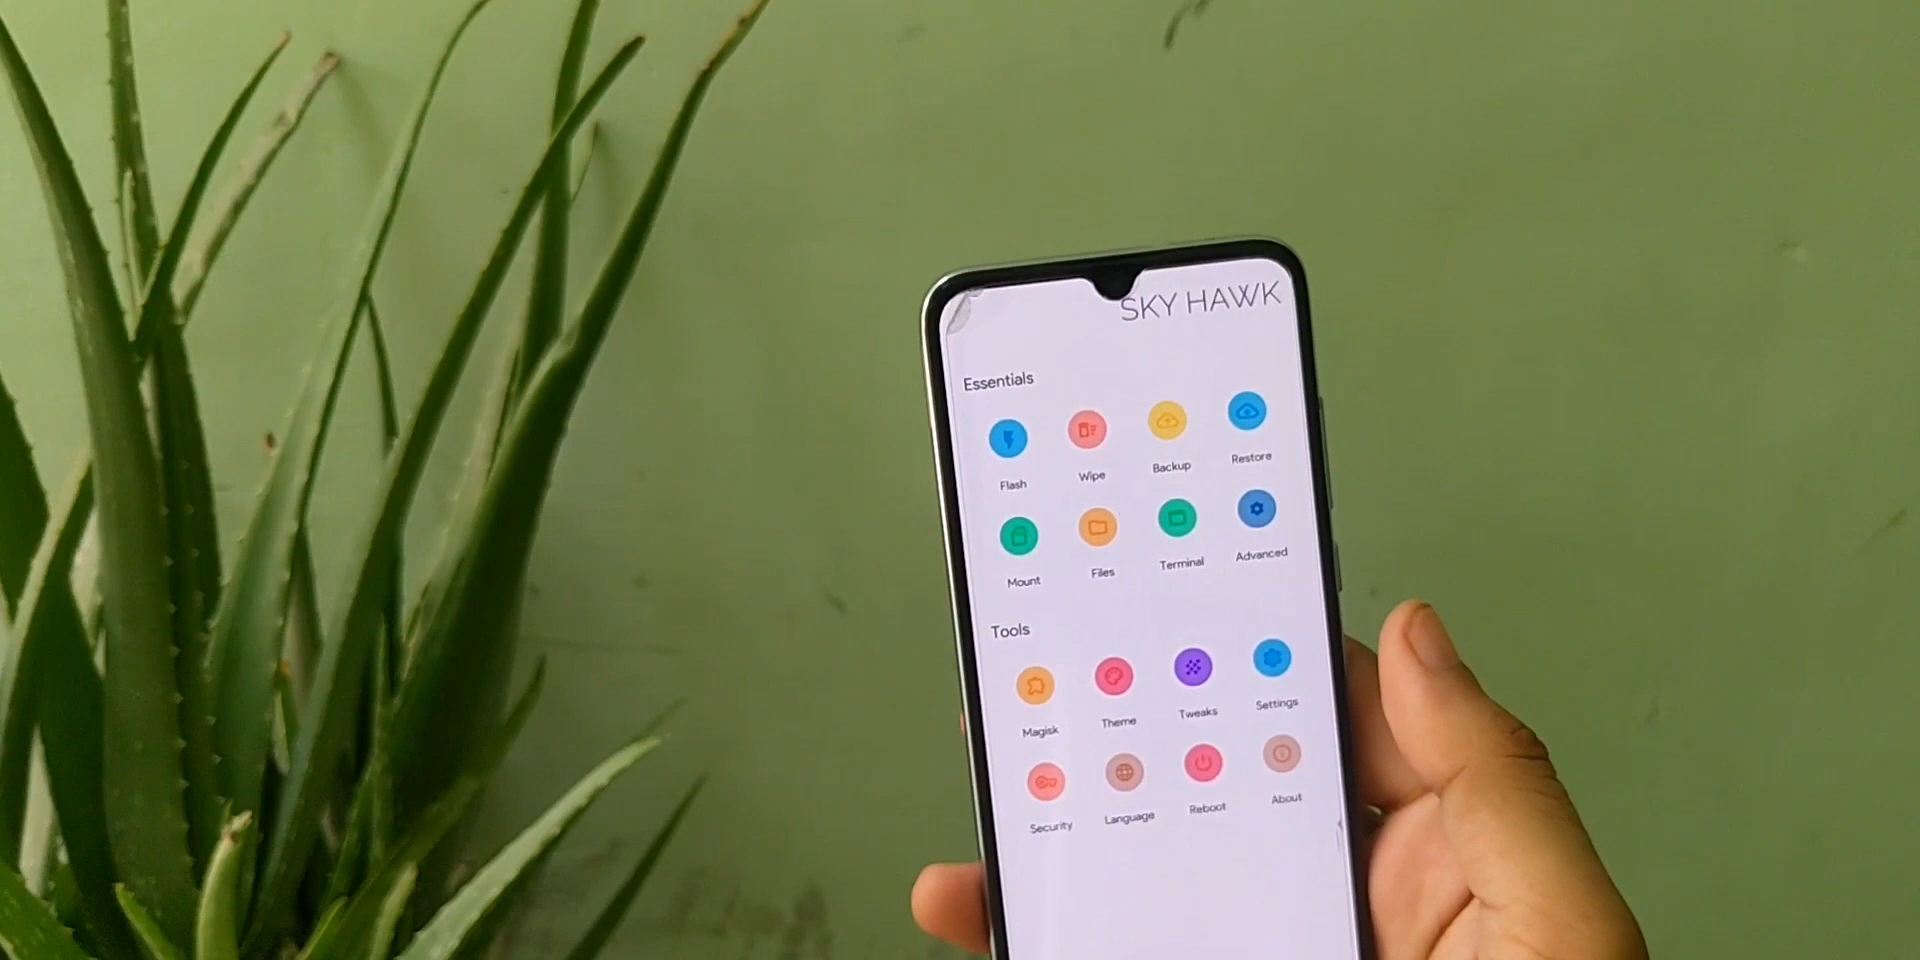 SKY HAWK
Essentials
Flash Wipe Backup Restore
Mount Files Terminal Advanced
Tools
Magisk Theme Tweaks Settings
Security Language Reboot About